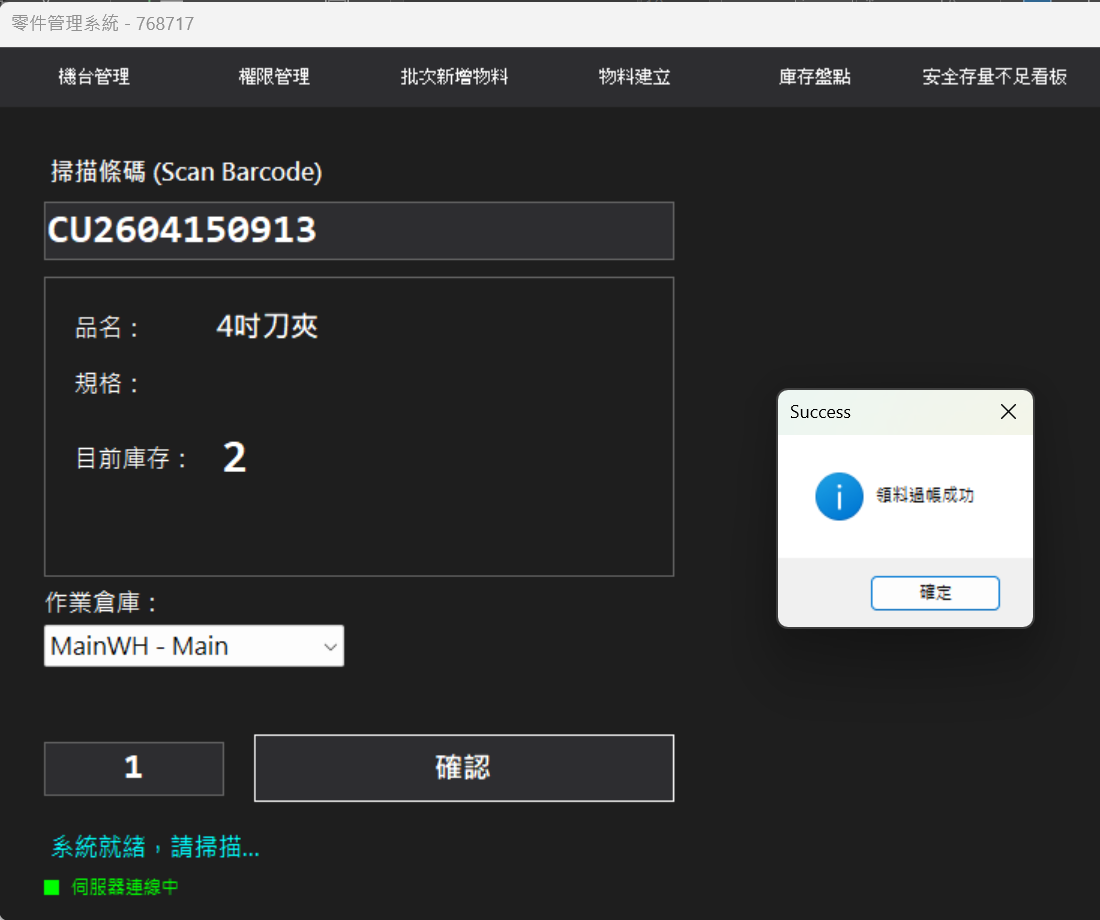 零件管理系統 - 768717
機台管理 權限管理 批次新增物料 物料建立 庫存盤點 安全存量不足看板
掃描條碼 (Scan Barcode)
CU2604150913
品名： 4吋刀夾
規格：
目前庫存： 2
Success
領料過帳成功
確定
作業倉庫：
MainWH - Main
1 確認
系統就緒，請掃描...
伺服器連線中